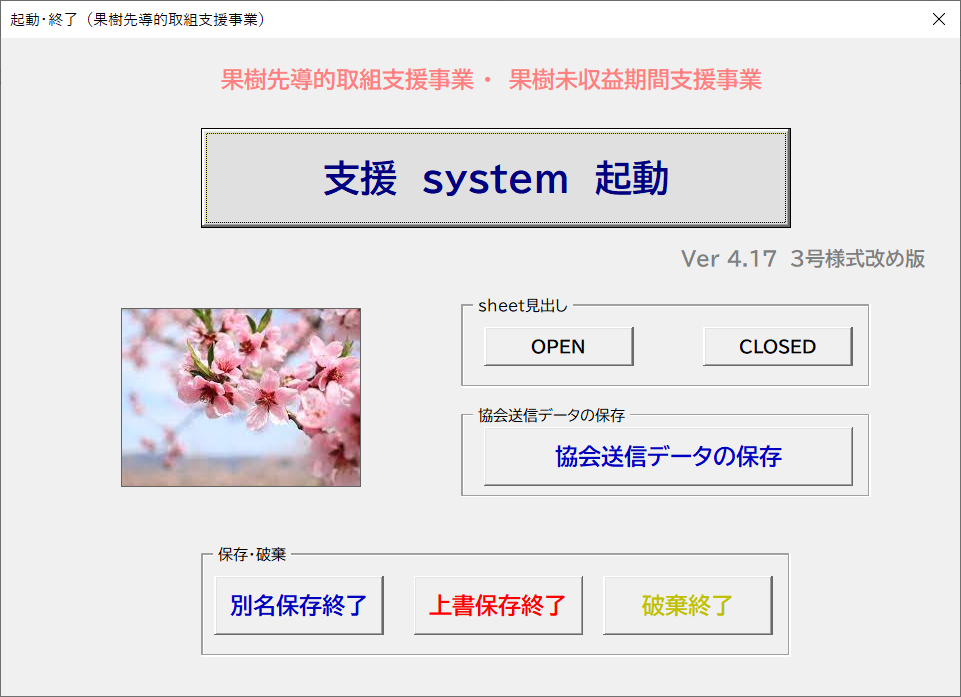 起動･終了（果樹先導的取組支援事業）
果樹先導的取組支援事業・ 果樹未収益期間支援事業
支援 system 起動
Ver 4.17 3号様式改め版
sheet見出し
OPEN CLOSED
協会送信データの保存
協会送信データの保存
保存･破棄
別名保存終了 上書保存終了 破棄終了